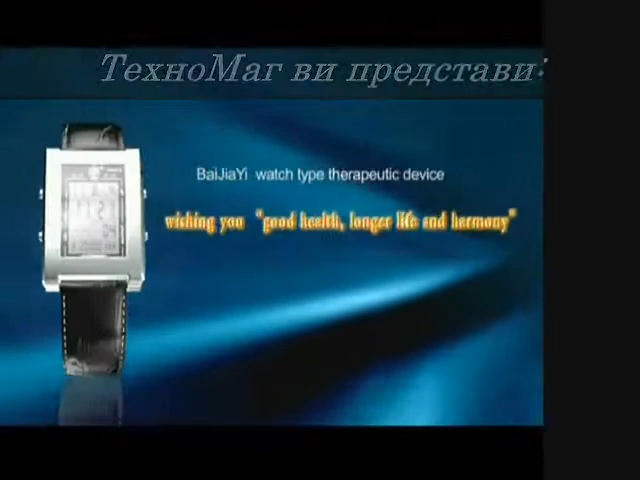 ТехноМаг ви представи:
BaiJiaYi watch type therapeutic device
wishing you "good health, longer life and harmony"